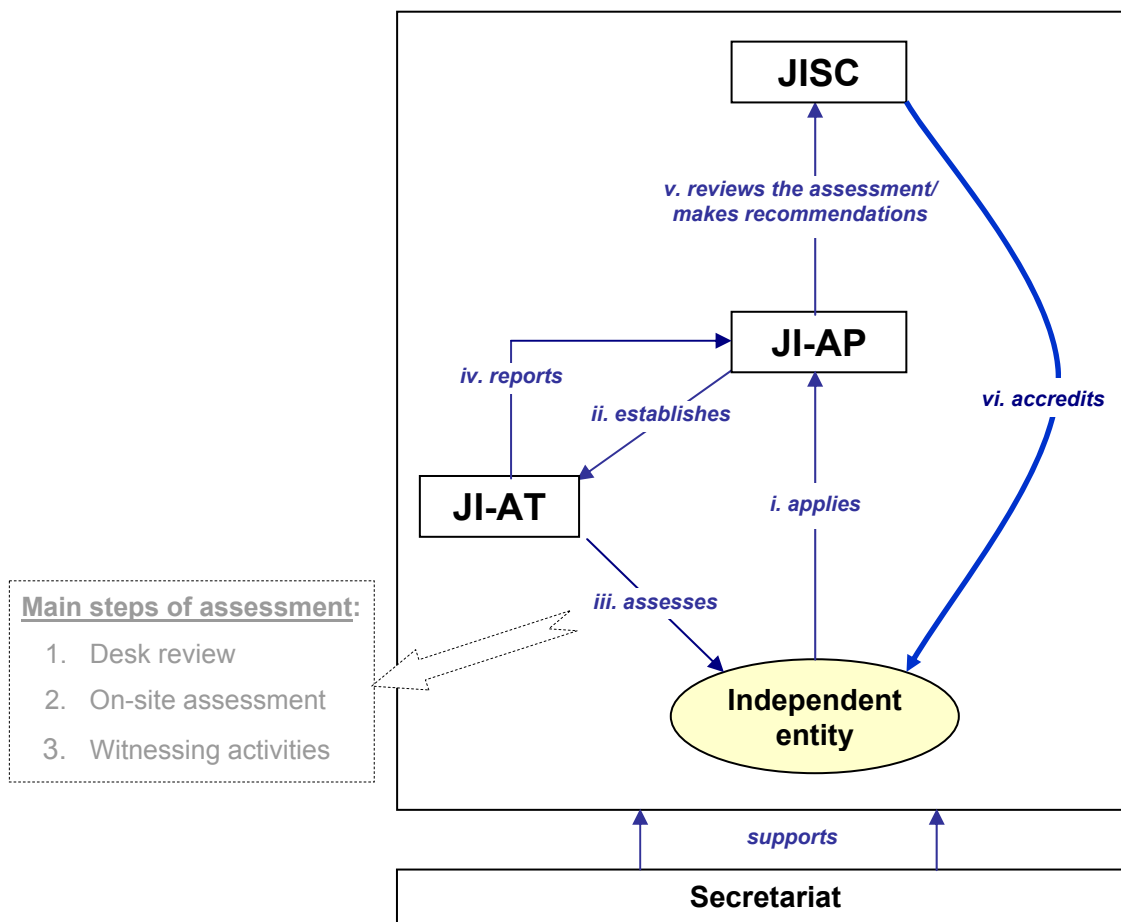 JISC
v. reviews the assessment/
makes recommendations
JI-AP
iv. reports
ii. establishes
vi. accredits
JI-AT
i. applies
iii. assesses
Main steps of assessment:
1. Desk review
2. On-site assessment
3. Witnessing activities
Independent
entity
supports
Secretariat